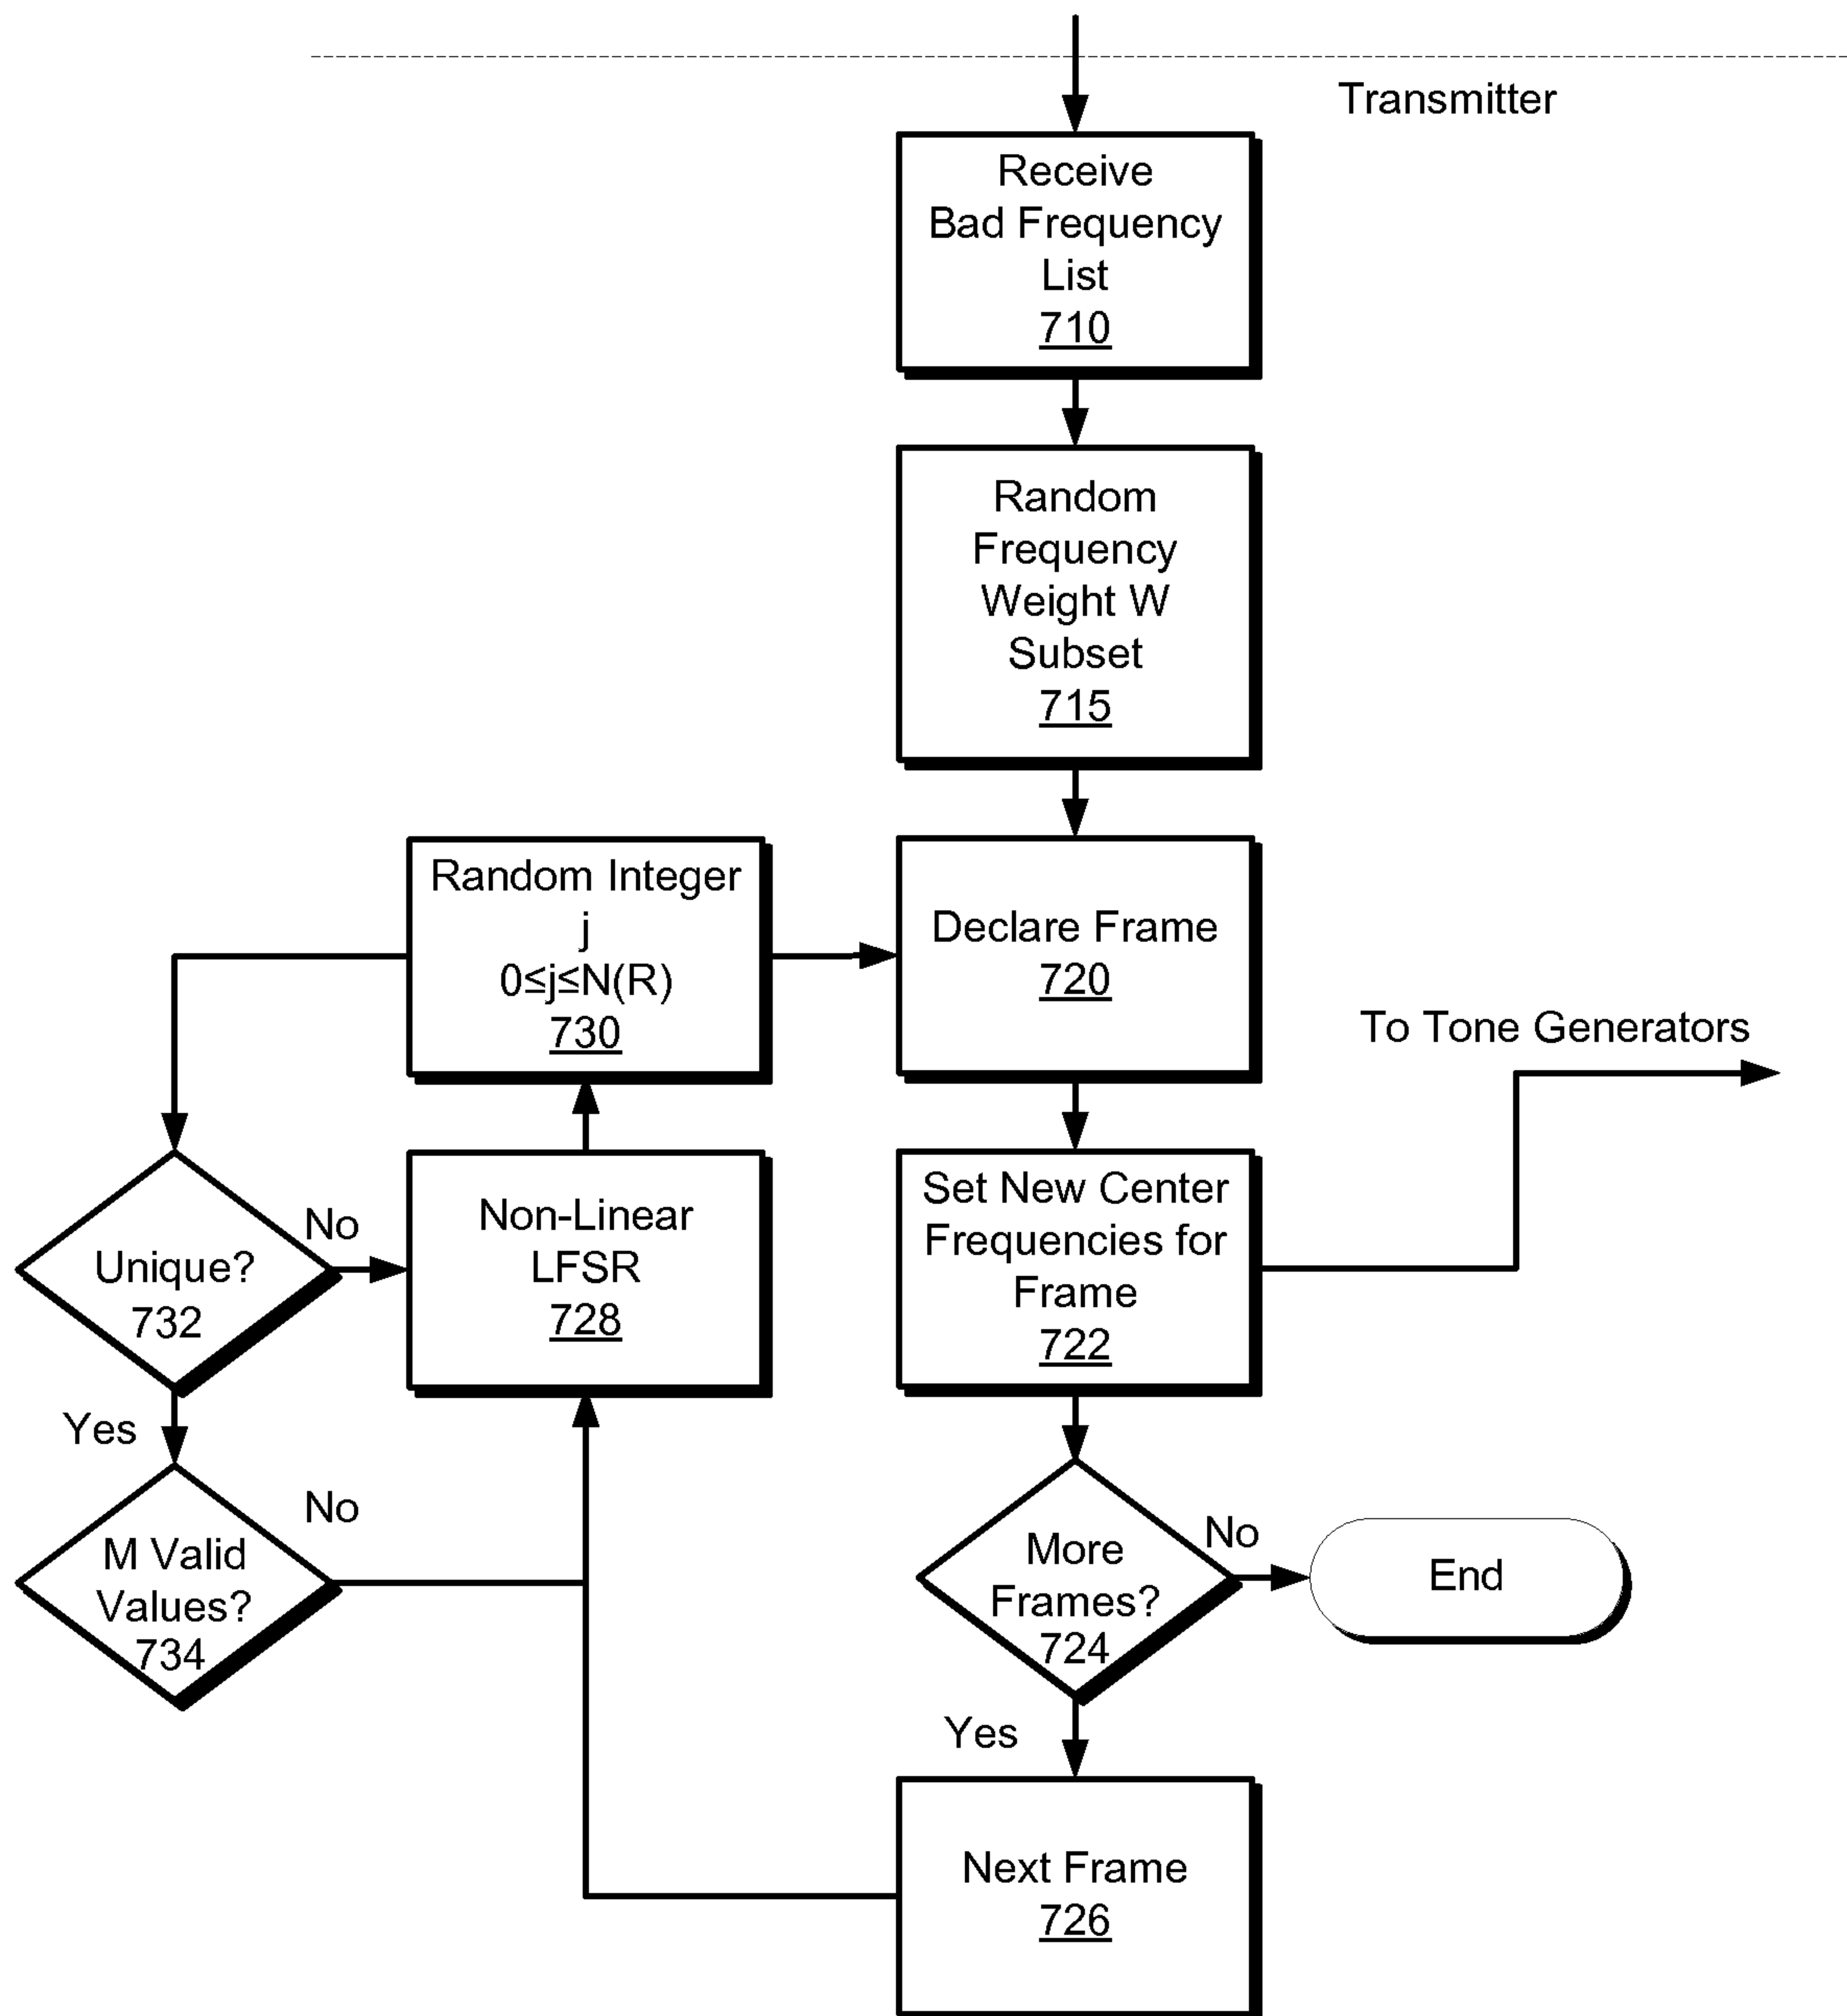 Transmitter
Receive
Bad Frequency
List
710
Random
Frequency
Weight W
Subset
715
Random Integer
j
0≤j≤N(R)
730
Declare Frame
720
To Tone Generators
Unique?
732
No
Yes
Non-Linear
LFSR
728
Set New Center
Frequencies for
Frame
722
M Valid
Values?
734
No
More
Frames?
724
No
Yes
End
Next Frame
726